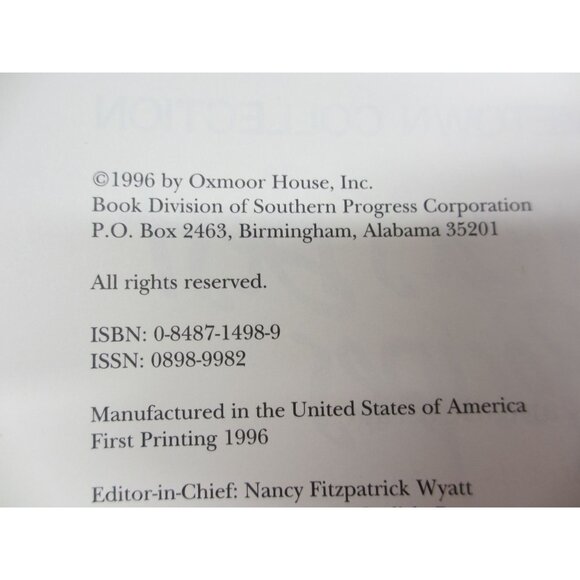 ©1996 by Oxmoor House, Inc.
Book Division of Southern Progress Corporation
P.O. Box 2463, Birmingham, Alabama 35201
All rights reserved.
ISBN: 0-8487-1498-9
ISSN: 0898-9982
Manufactured in the United States of America
First Printing 1996
Editor-in-Chief: Nancy Fitzpatrick Wyatt